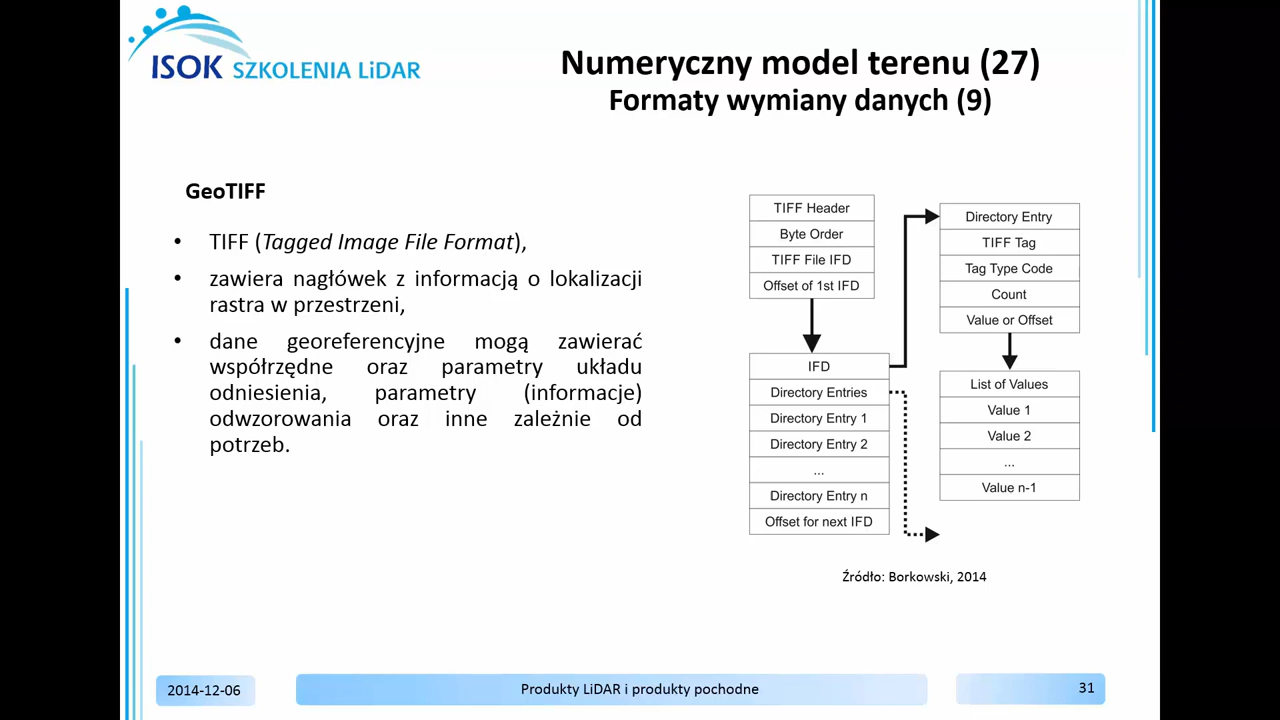 ISOK SZKOLENIA LiDAR
Numeryczny model terenu (27)
Formaty wymiany danych (9)
GeoTIFF
• TIFF (Tagged Image File Format),
• zawiera nagłówek z informacją o lokalizacji
rastra w przestrzeni,
• dane georeferencyjne mogą zawierać
współrzędne oraz parametry układu
odniesienia, parametry (informacje)
odwzorowania oraz inne zależnie od
potrzeb.
TIFF Header
Byte Order
TIFF File IFD
Offset of 1st IFD
IFD
Directory Entries
Directory Entry 1
Directory Entry 2
...
Directory Entry n
Offset for next IFD
Directory Entry
TIFF Tag
Tag Type Code
Count
Value or Offset
List of Values
Value 1
Value 2
...
Value n-1
Źródło: Borkowski, 2014
2014-12-06
Produkty LiDAR i produkty pochodne
31